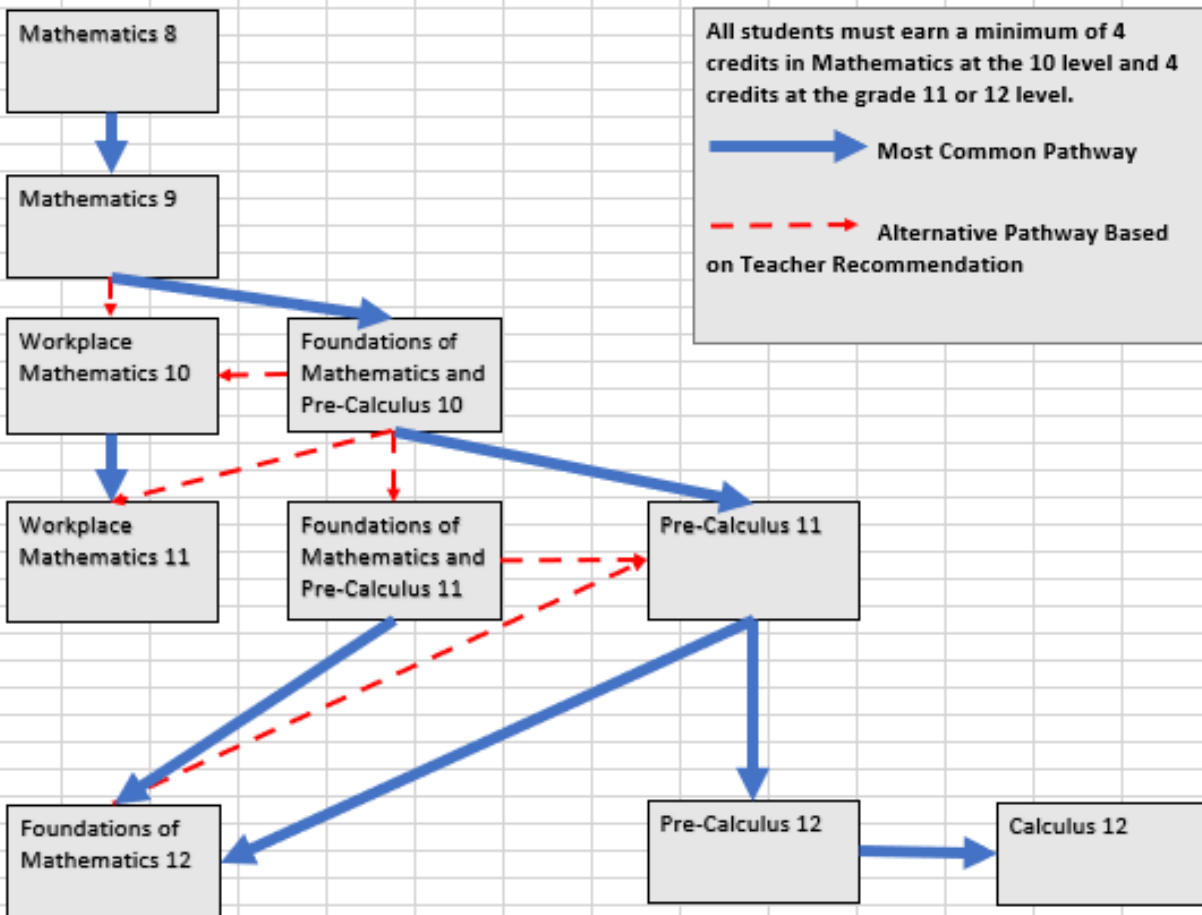 Mathematics 8
All students must earn a minimum of 4
credits in Mathematics at the 10 level and 4
credits at the grade 11 or 12 level.
Most Common Pathway
Mathematics 9
Alternative Pathway Based
on Teacher Recommendation
Workplace
Mathematics 10
Foundations of
Mathematics and
Pre-Calculus 10
Workplace
Mathematics 11
Foundations of
Mathematics and
Pre-Calculus 11
Pre-Calculus 11
Foundations of
Mathematics 12
Pre-Calculus 12
Calculus 12